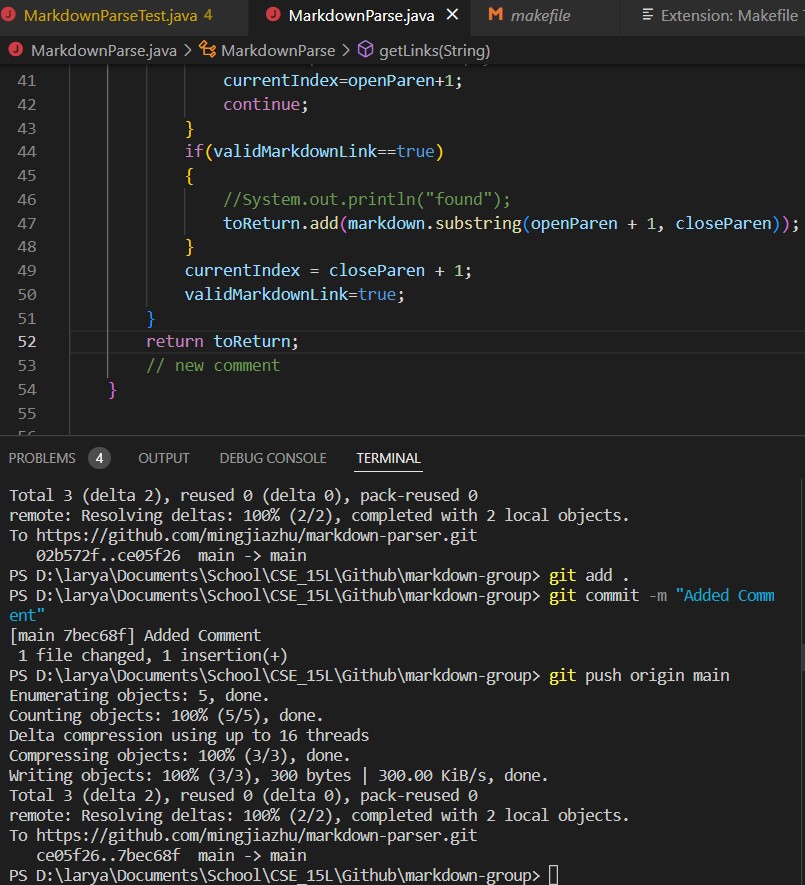 MarkdownParseTest.java 4
MarkdownParse.java
makefile
Extension: Makefile
MarkdownParse.java > MarkdownParse > getLinks(String)
41 currentIndex=openParen+1;
42 continue;
43 }
44 if(validMarkdownLink==true)
45 {
46 //System.out.println("found");
47 toReturn.add(markdown.substring(openParen + 1, closeParen));
48 }
49 currentIndex = closeParen + 1;
50 validMarkdownLink=true;
51 }
52 return toReturn;
53 // new comment
54 }
55
PROBLEMS 4 OUTPUT DEBUG CONSOLE TERMINAL
Total 3 (delta 2), reused 0 (delta 0), pack-reused 0
remote: Resolving deltas: 100% (2/2), completed with 2 local objects.
To https://github.com/mingjiazhu/markdown-parser.git
02b572f..ce05f26 main -> main
PS D:\larya\Documents\School\CSE_15L\Github\markdown-group> git add .
PS D:\larya\Documents\School\CSE_15L\Github\markdown-group> git commit -m "Added Comm
ent"
[main 7bec68f] Added Comment
1 file changed, 1 insertion(+)
PS D:\larya\Documents\School\CSE_15L\Github\markdown-group> git push origin main
Enumerating objects: 5, done.
Counting objects: 100% (5/5), done.
Delta compression using up to 16 threads
Compressing objects: 100% (3/3), done.
Writing objects: 100% (3/3), 300 bytes | 300.00 KiB/s, done.
Total 3 (delta 2), reused 0 (delta 0), pack-reused 0
remote: Resolving deltas: 100% (2/2), completed with 2 local objects.
To https://github.com/mingjiazhu/markdown-parser.git
ce05f26..7bec68f main -> main
PS D:\larya\Documents\School\CSE_15L\Github\markdown-group>